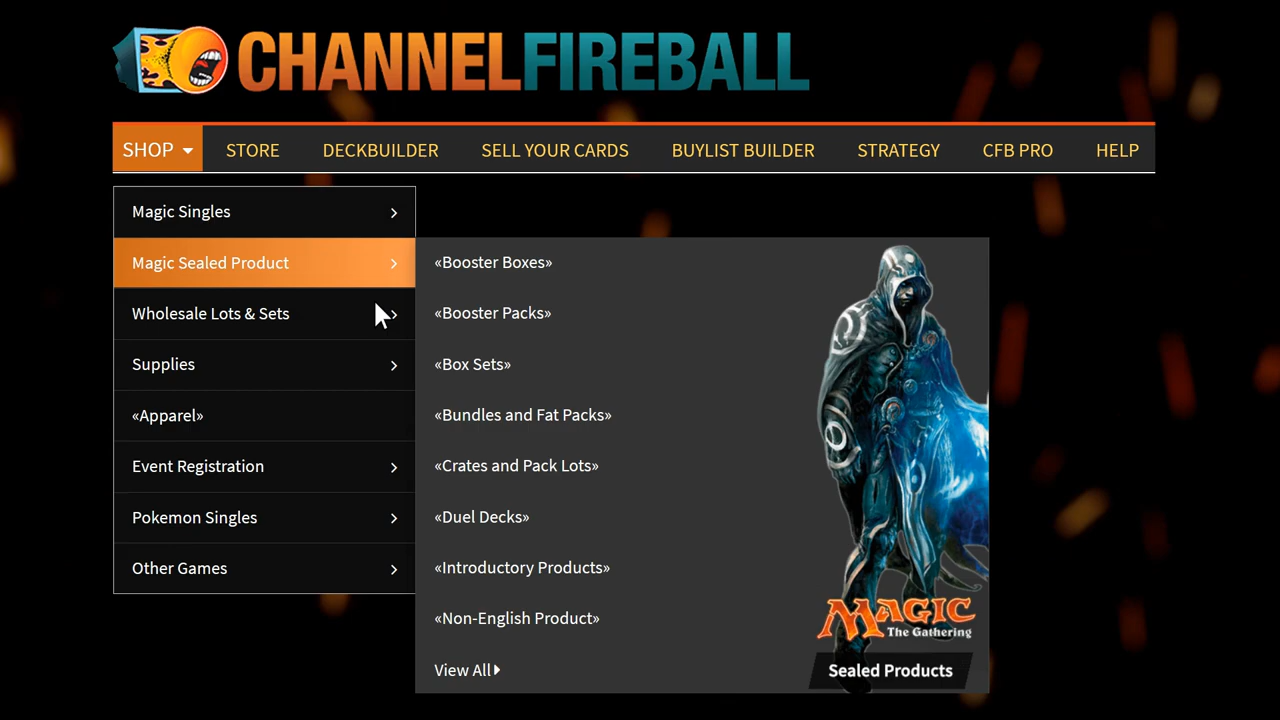 CHANNELFIREBALL
SHOP
STORE
DECKBUILDER
SELL YOUR CARDS
BUYLIST BUILDER
STRATEGY
CFB PRO
HELP
Magic Singles
Magic Sealed Product
Wholesale Lots & Sets
Supplies
«Apparel»
Event Registration
Pokemon Singles
Other Games
«Booster Boxes»
«Booster Packs»
«Box Sets»
«Bundles and Fat Packs»
«Crates and Pack Lots»
«Duel Decks»
«Introductory Products»
«Non-English Product»
View All
MAGIC
The Gathering
Sealed Products